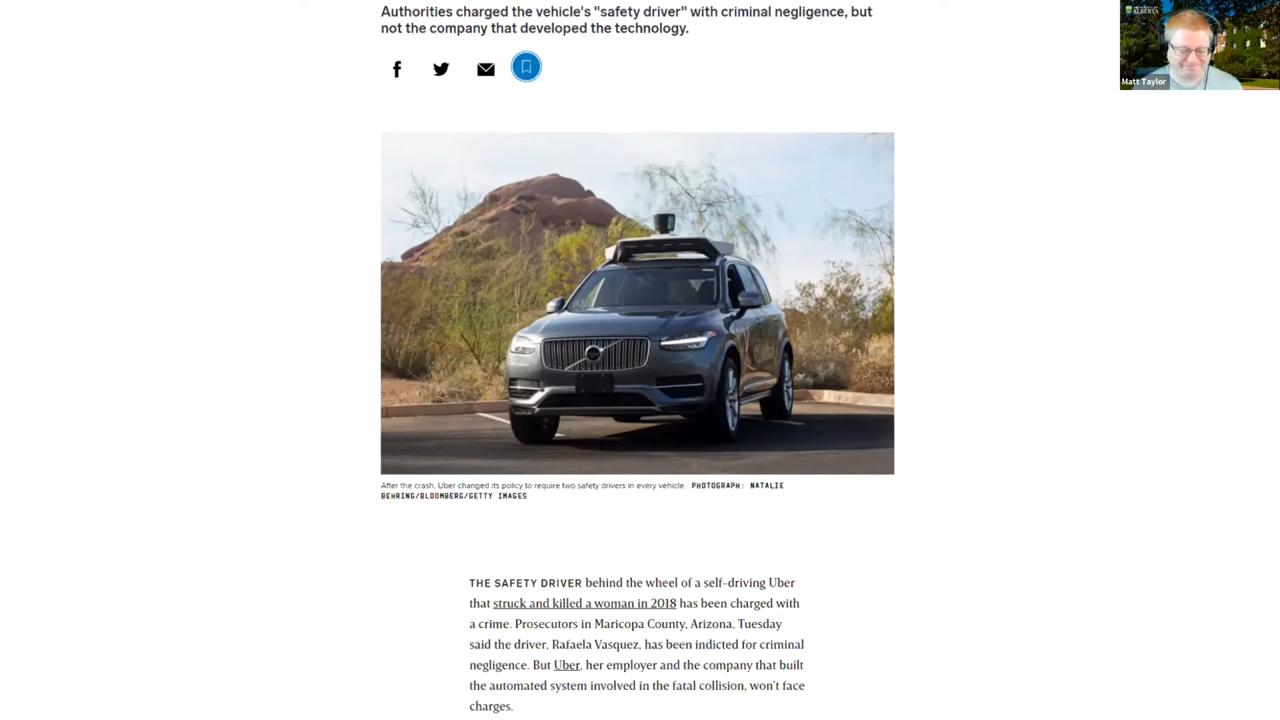 Authorities charged the vehicle's "safety driver" with criminal negligence, but
not the company that developed the technology.
UNIVERSITY OF
ALBERTA
Matt Taylor
After the crash, Uber changed its policy to require two safety drivers in every vehicle. PHOTOGRAPH: NATALIE
BEHRING/BLOOMBERG/GETTY IMAGES
THE SAFETY DRIVER behind the wheel of a self-driving Uber
that struck and killed a woman in 2018 has been charged with
a crime. Prosecutors in Maricopa County, Arizona, Tuesday
said the driver, Rafaela Vasquez, has been indicted for criminal
negligence. But Uber, her employer and the company that built
the automated system involved in the fatal collision, won't face
charges.